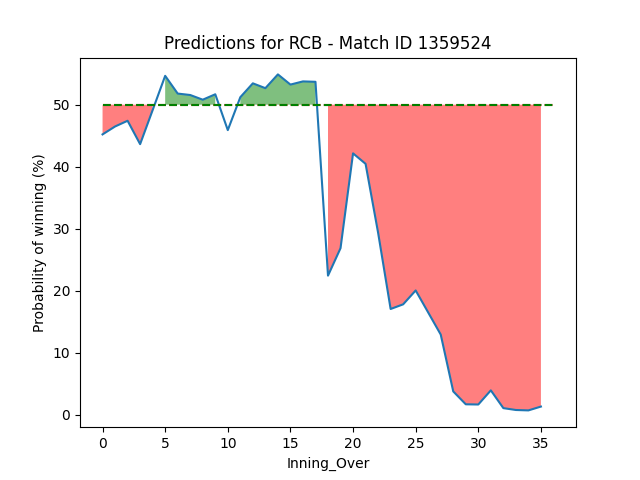 Predictions for RCB - Match ID 1359524
Probability of winning (%)
50
40
30
20
10
0
0 5 10 15 20 25 30 35
Inning_Over